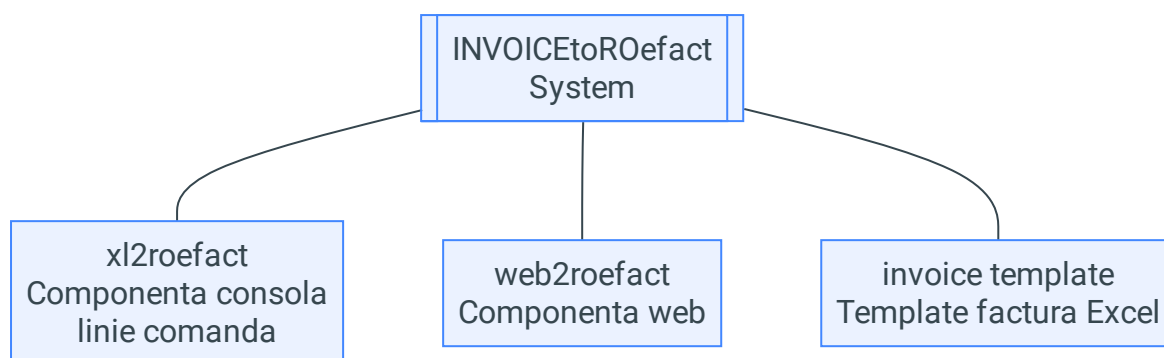 INVOICEtoROefact
System
xl2roefact
Componenta consola
linie comanda
web2roefact
Componenta web
invoice template
Template factura Excel